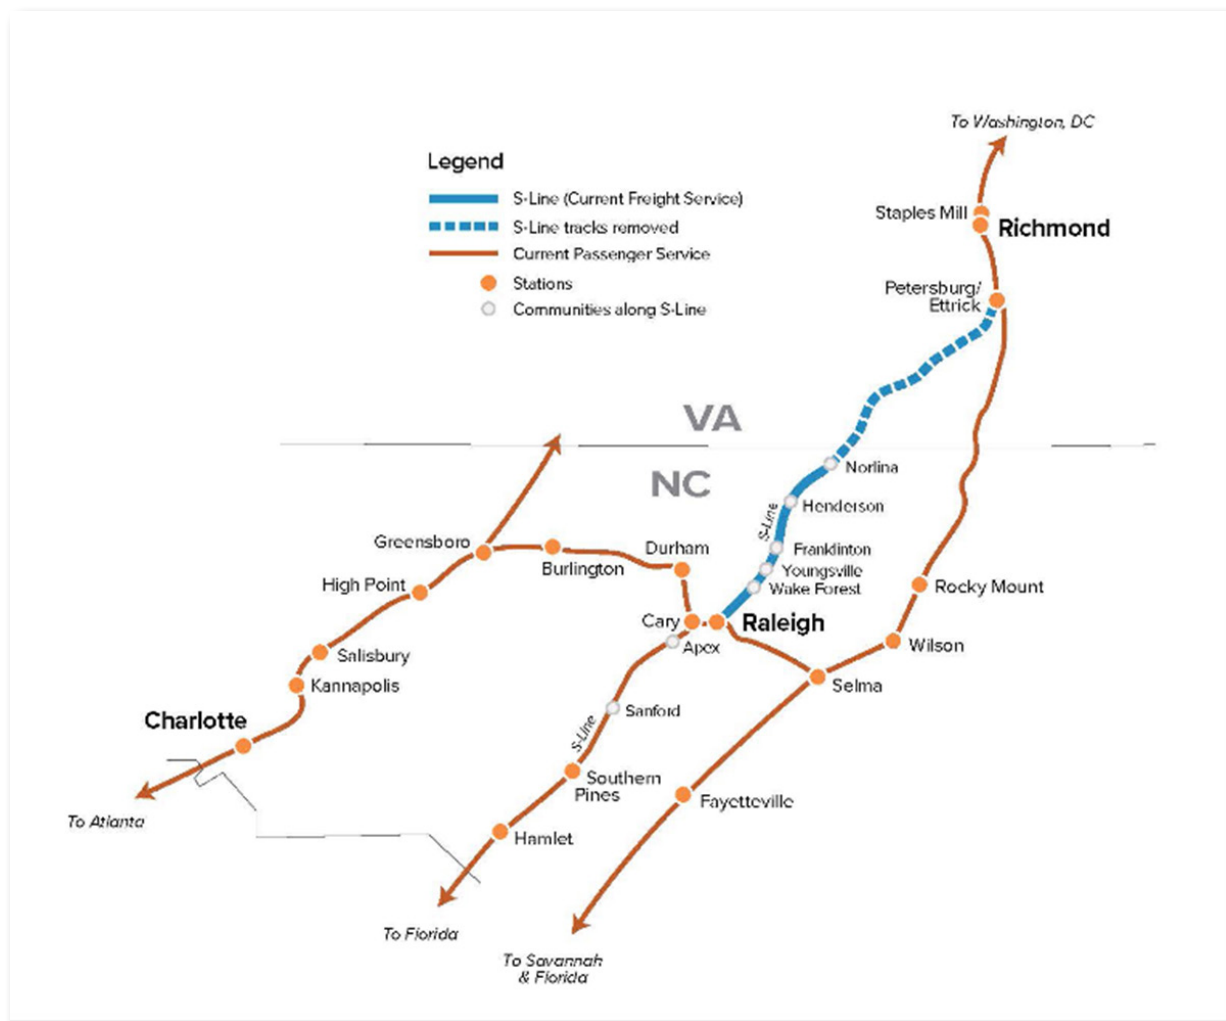 To Washington, DC
Legend
S-Line (Current Freight Service)
S-Line tracks removed
Current Passenger Service
Stations
Communities along S-Line
Staples Mill
Richmond
Petersburg/
Ettrick
VA
NC
Norlina
Henderson
S-Line
Franklinton
Youngsville
Wake Forest
Greensboro
Burlington
Durham
High Point
Rocky Mount
Cary
Raleigh
Apex
Wilson
Salisbury
Kannapolis
Selma
Charlotte
Sanford
S-Line
Southern
Pines
Fayetteville
To Atlanta
Hamlet
To Florida
To Savannah
& Florida